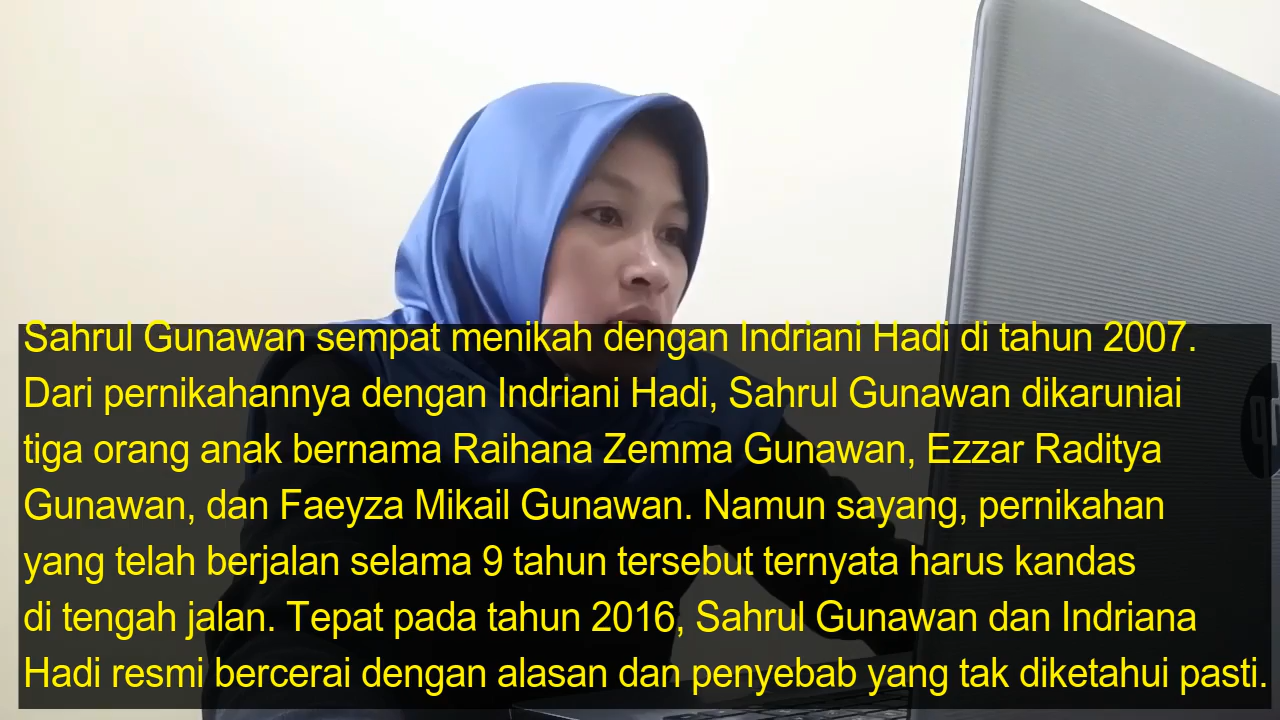 Sahrul Gunawan sempat menikah dengan Indriani Hadi di tahun 2007.
Dari pernikahannya dengan Indriani Hadi, Sahrul Gunawan dikaruniai
tiga orang anak bernama Raihana Zemma Gunawan, Ezzar Raditya
Gunawan, dan Faeyza Mikail Gunawan. Namun sayang, pernikahan
yang telah berjalan selama 9 tahun tersebut ternyata harus kandas
di tengah jalan. Tepat pada tahun 2016, Sahrul Gunawan dan Indriana
Hadi resmi bercerai dengan alasan dan penyebab yang tak diketahui pasti.